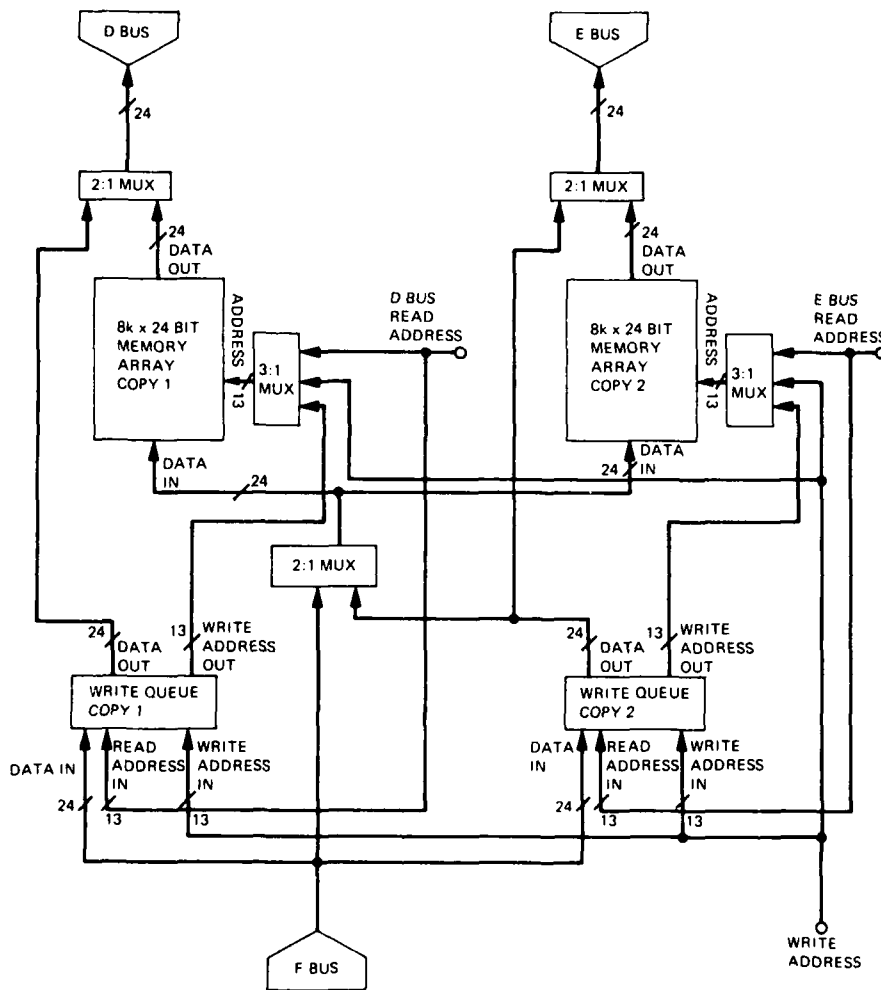 D BUS
E BUS
24
24
2:1 MUX
2:1 MUX
24
DATA
OUT
24
DATA
OUT
8k x 24 BIT
MEMORY
ARRAY
COPY 1
ADDRESS
13
3:1
MUX
D BUS
READ
ADDRESS
8k x 24 BIT
MEMORY
ARRAY
COPY 2
ADDRESS
13
3:1
MUX
E BUS
READ
ADDRESS
DATA
IN
24
24
DATA
IN
2:1 MUX
24
DATA
OUT
13
WRITE
ADDRESS
OUT
24
DATA
OUT
13
WRITE
ADDRESS
OUT
WRITE QUEUE
COPY 1
WRITE QUEUE
COPY 2
DATA IN
24
READ
ADDRESS
IN
13
WRITE
ADDRESS
IN
13
DATA
IN
24
READ
ADDRESS
IN
13
WRITE
ADDRESS
IN
13
F BUS
WRITE
ADDRESS